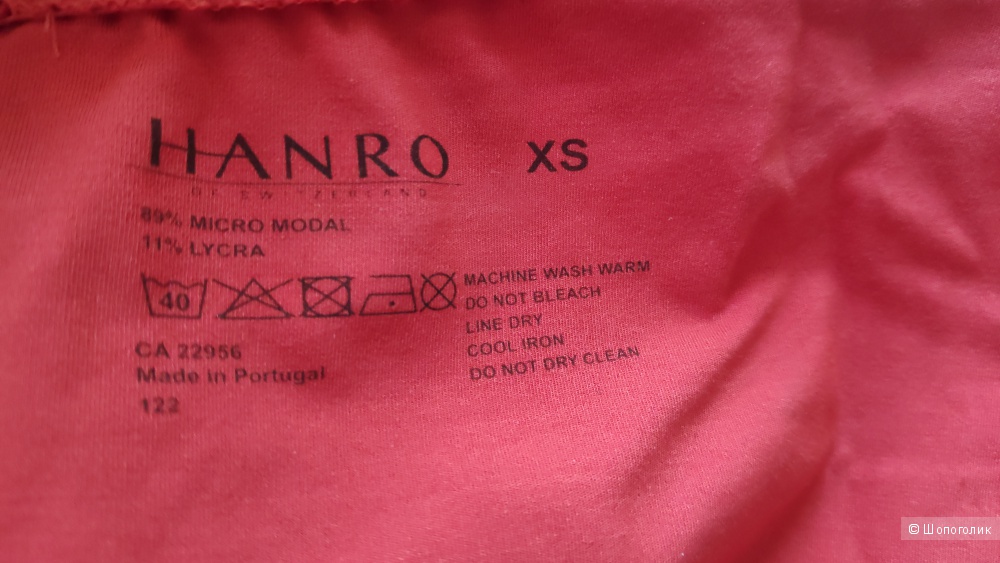 HANRO XS
89% MICRO MODAL
11% LYCRA
40
MACHINE WASH WARM
DO NOT BLEACH
LINE DRY
COOL IRON
DO NOT DRY CLEAN
CA 22956
Made in Portugal
122
© Шопоголик